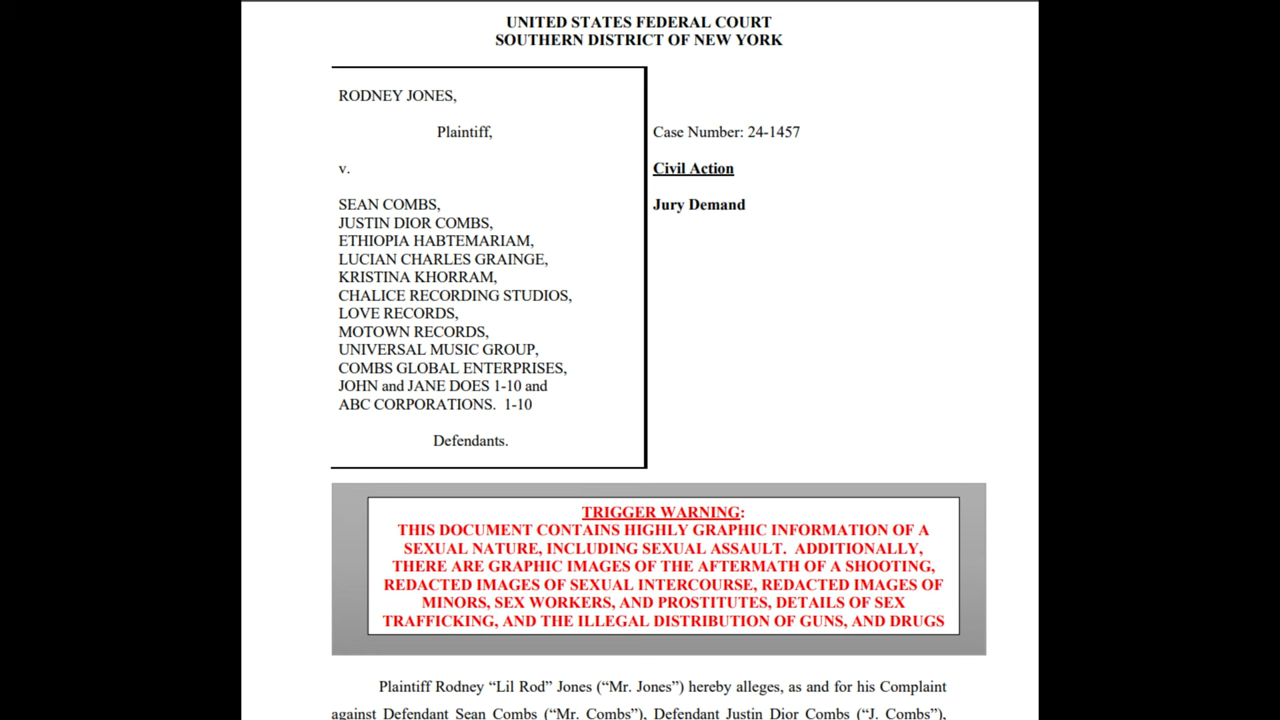 UNITED STATES FEDERAL COURT
SOUTHERN DISTRICT OF NEW YORK
RODNEY JONES,
Plaintiff,
v.
SEAN COMBS,
JUSTIN DIOR COMBS,
ETHIOPIA HABTEMARIAM,
LUCIAN CHARLES GRAINGE,
KRISTINA KHORRAM,
CHALICE RECORDING STUDIOS,
LOVE RECORDS,
MOTOWN RECORDS,
UNIVERSAL MUSIC GROUP,
COMBS GLOBAL ENTERPRISES,
JOHN and JANE DOES 1-10 and
ABC CORPORATIONS. 1-10
Defendants.
Case Number: 24-1457
Civil Action
Jury Demand
TRIGGER WARNING:
THIS DOCUMENT CONTAINS HIGHLY GRAPHIC INFORMATION OF A
SEXUAL NATURE, INCLUDING SEXUAL ASSAULT. ADDITIONALLY,
THERE ARE GRAPHIC IMAGES OF THE AFTERMATH OF A SHOOTING,
REDACTED IMAGES OF SEXUAL INTERCOURSE, REDACTED IMAGES OF
MINORS, SEX WORKERS, AND PROSTITUTES, DETAILS OF SEX
TRAFFICKING, AND THE ILLEGAL DISTRIBUTION OF GUNS, AND DRUGS
Plaintiff Rodney “Lil Rod” Jones (“Mr. Jones”) hereby alleges, as and for his Complaint
against Defendant Sean Combs (“Mr. Combs”), Defendant Justin Dior Combs (“J. Combs”),